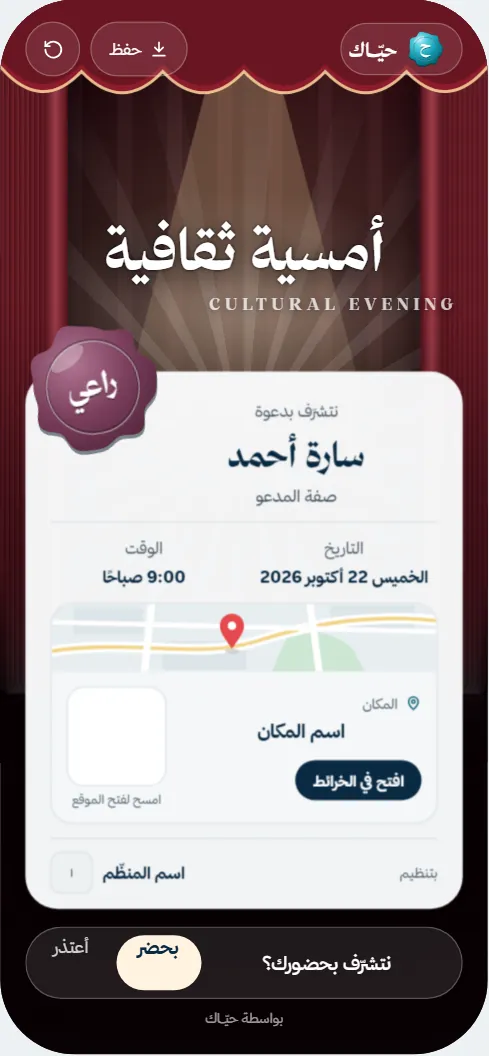 حيّاك
حفظ
أمسية ثقافية
CULTURAL EVENING
راعي
نتشرف بدعوة
سارة أحمد
صفة المدعو
التاريخ
الوقت
الخميس 22 أكتوبر 2026
9:00 صباحًا
المكان
اسم المكان
افتح في الخرائط
امسح لفتح الموقع
بتنظيم
اسم المنظّم
ا
نتشرّف بحضورك؟
بحضر
أعتذر
بواسطة حيّاك